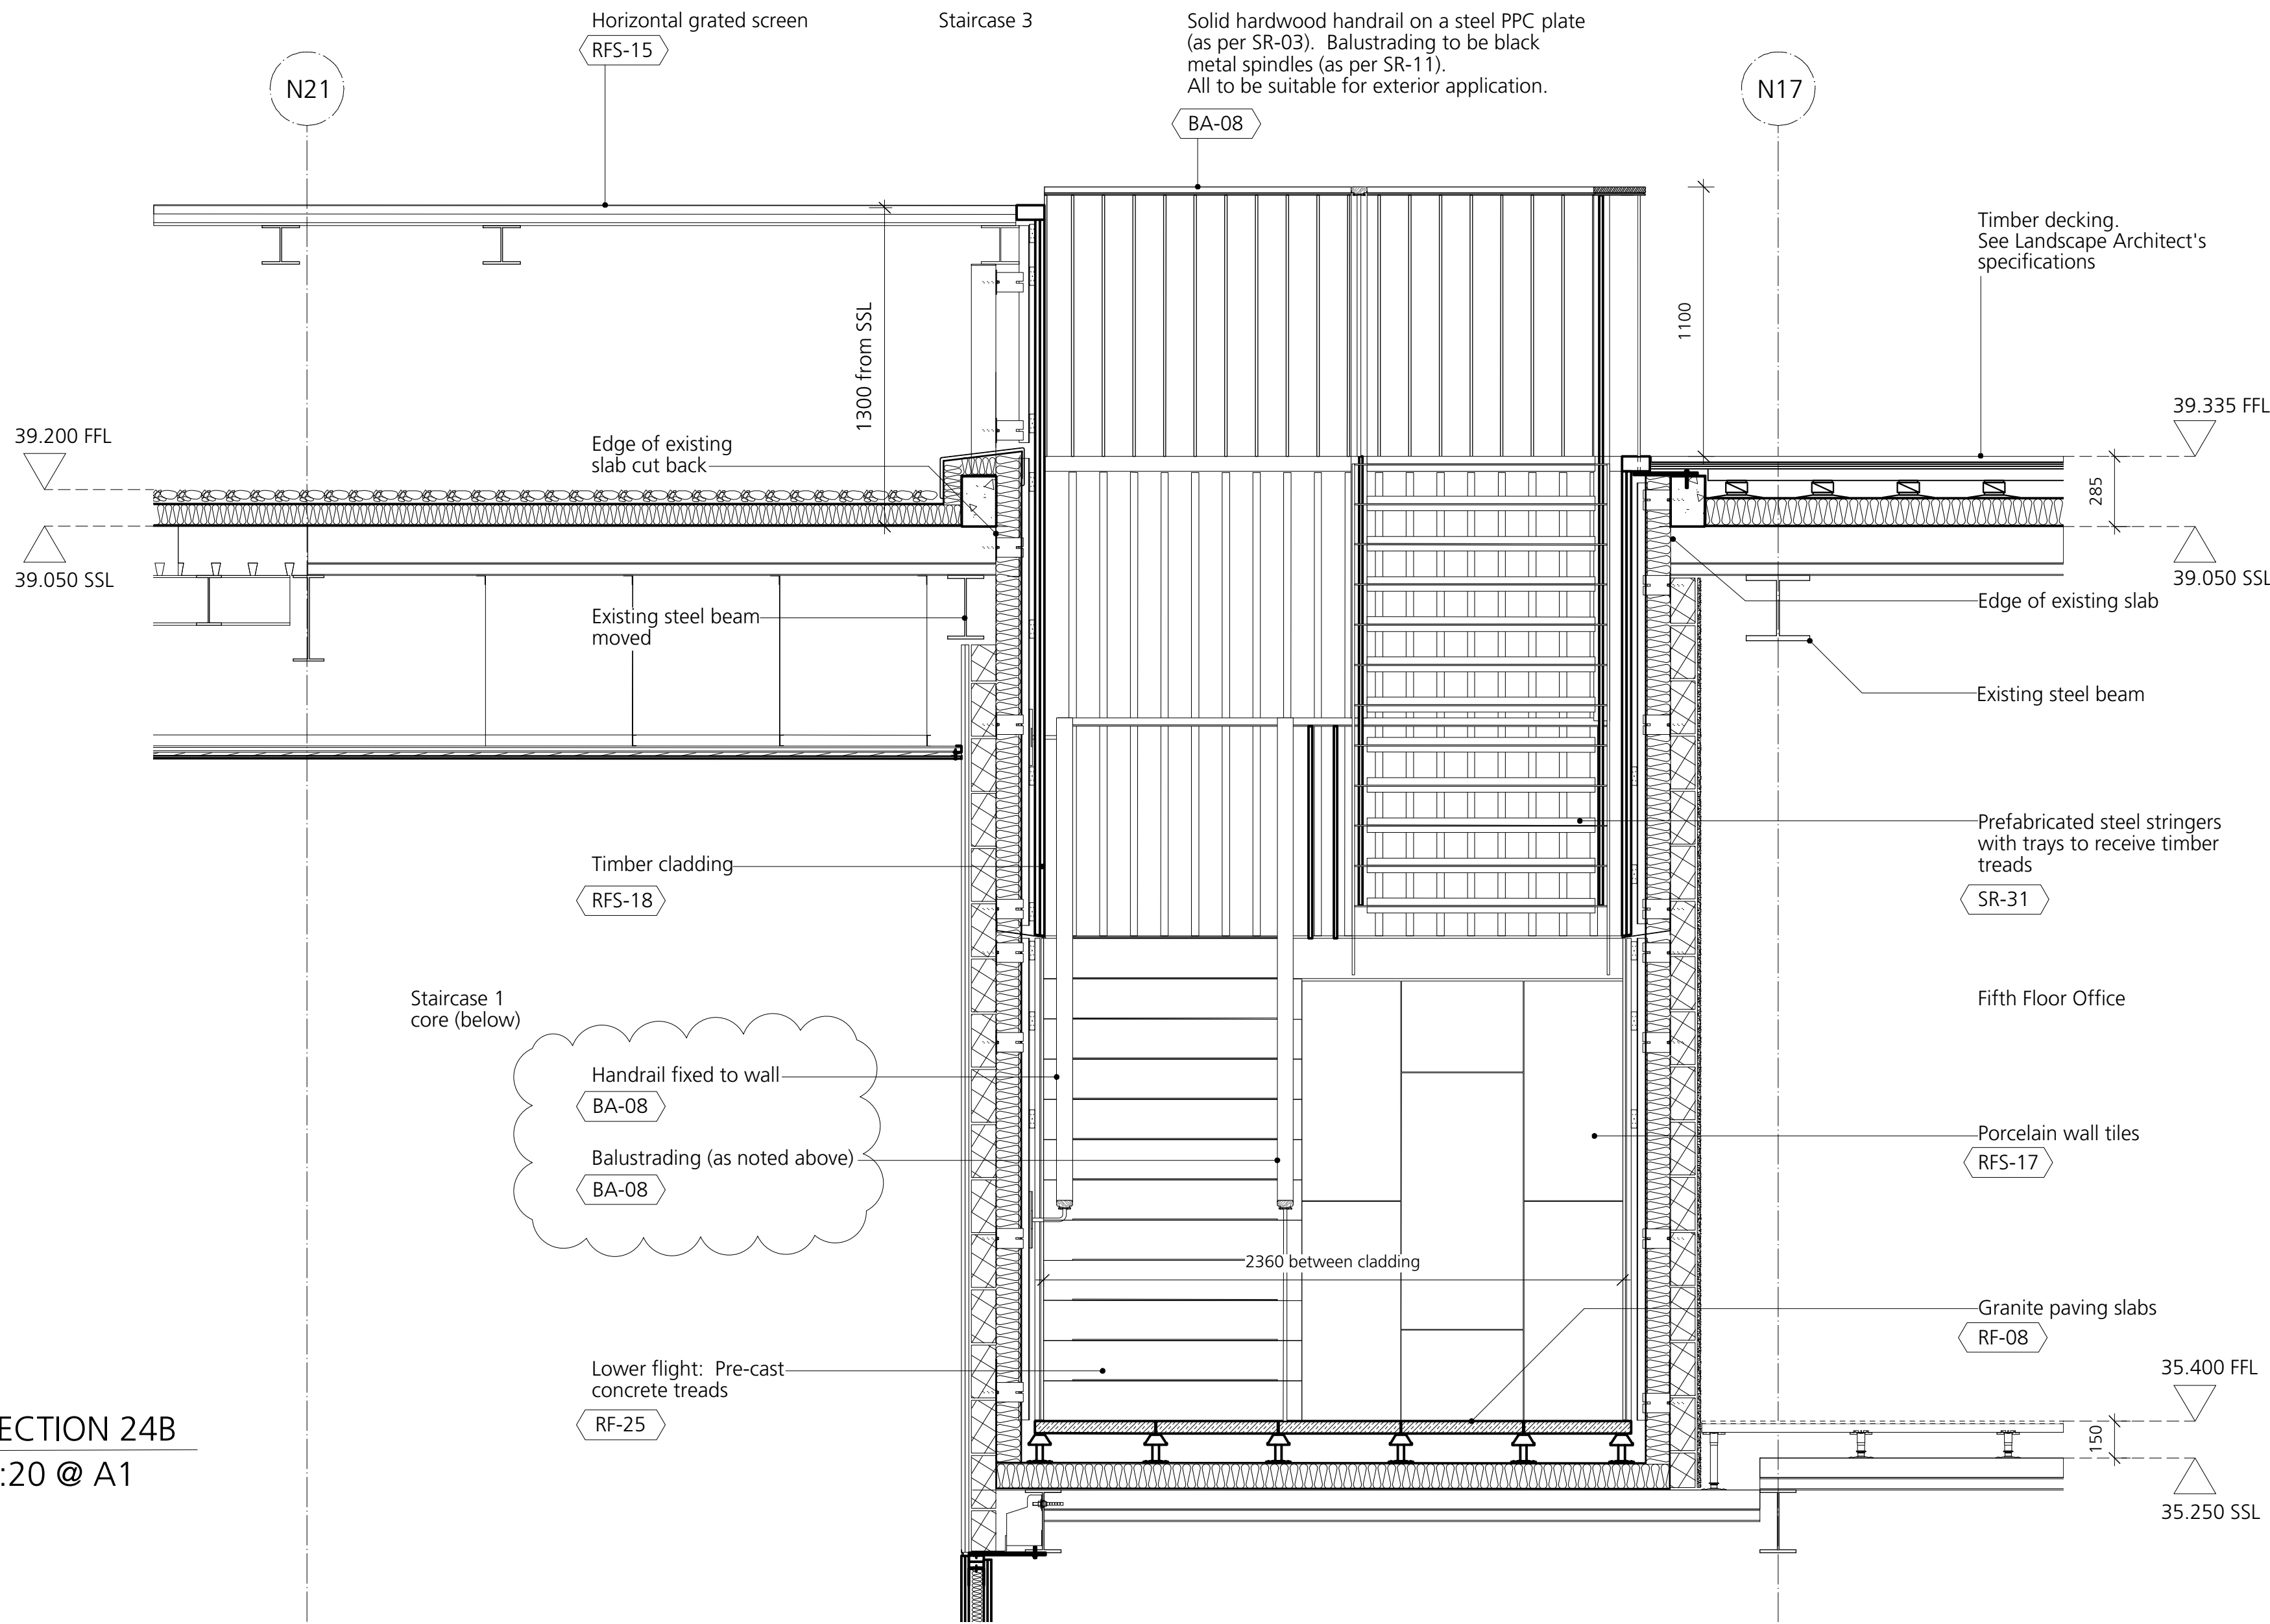 Horizontal grated screen
RFS-15
Staircase 3
Solid hardwood handrail on a steel PPC plate
(as per SR-03).  Balustrading to be black
metal spindles (as per SR-11).
All to be suitable for exterior application.
BA-08
N21
N17
Timber decking.
See Landscape Architect's
specifications
1300 from SSL
1100
39.200 FFL
39.050 SSL
Edge of existing
slab cut back
39.335 FFL
285
39.050 SSL
Existing steel beam
moved
Edge of existing slab
Existing steel beam
Timber cladding
RFS-18
Prefabricated steel stringers
with trays to receive timber
treads
SR-31
Staircase 1
core (below)
Fifth Floor Office
Handrail fixed to wall
BA-08
Balustrading (as noted above)
BA-08
Porcelain wall tiles
RFS-17
2360 between cladding
Granite paving slabs
RF-08
Lower flight:  Pre-cast
concrete treads
RF-25
35.400 FFL
150
35.250 SSL
ECTION 24B
:20 @ A1